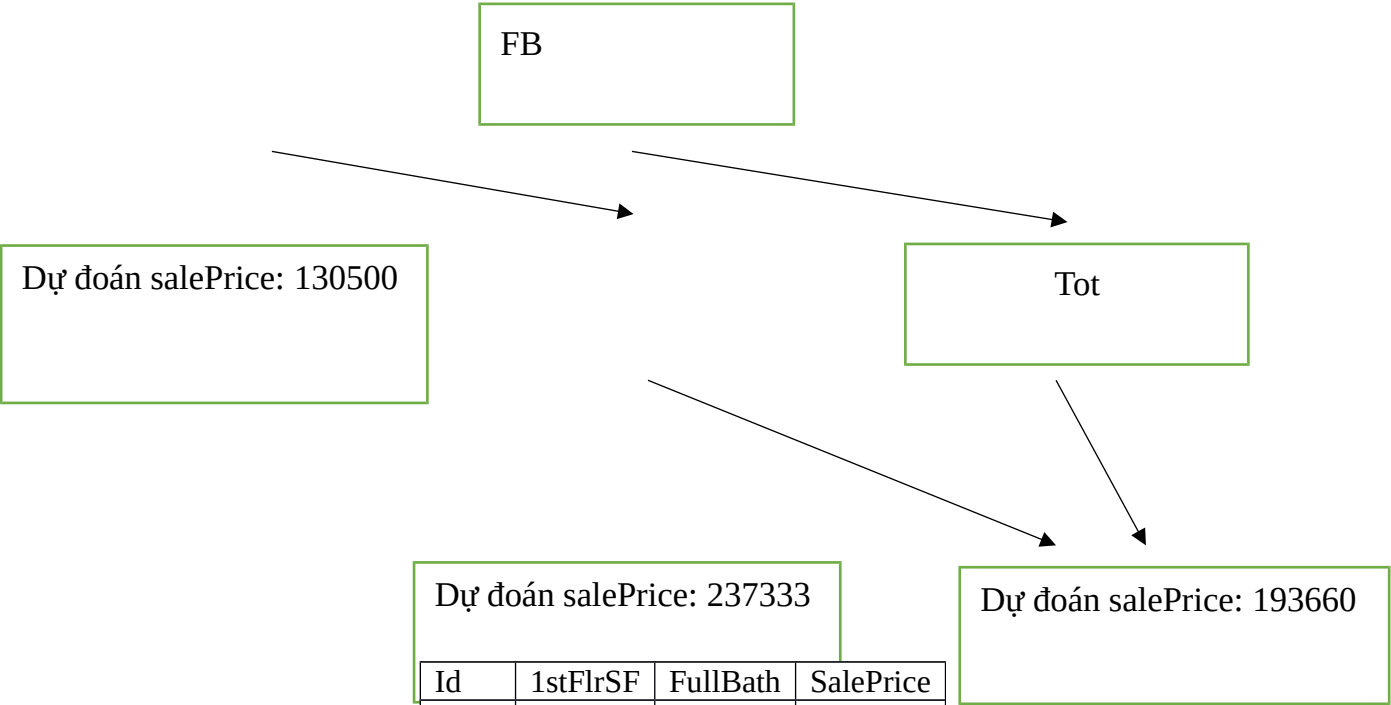 FB
Dự đoán salePrice: 130500
Tot
Dự đoán salePrice: 237333
Dự đoán salePrice: 193660
Id 1stFlrSF FullBath SalePrice